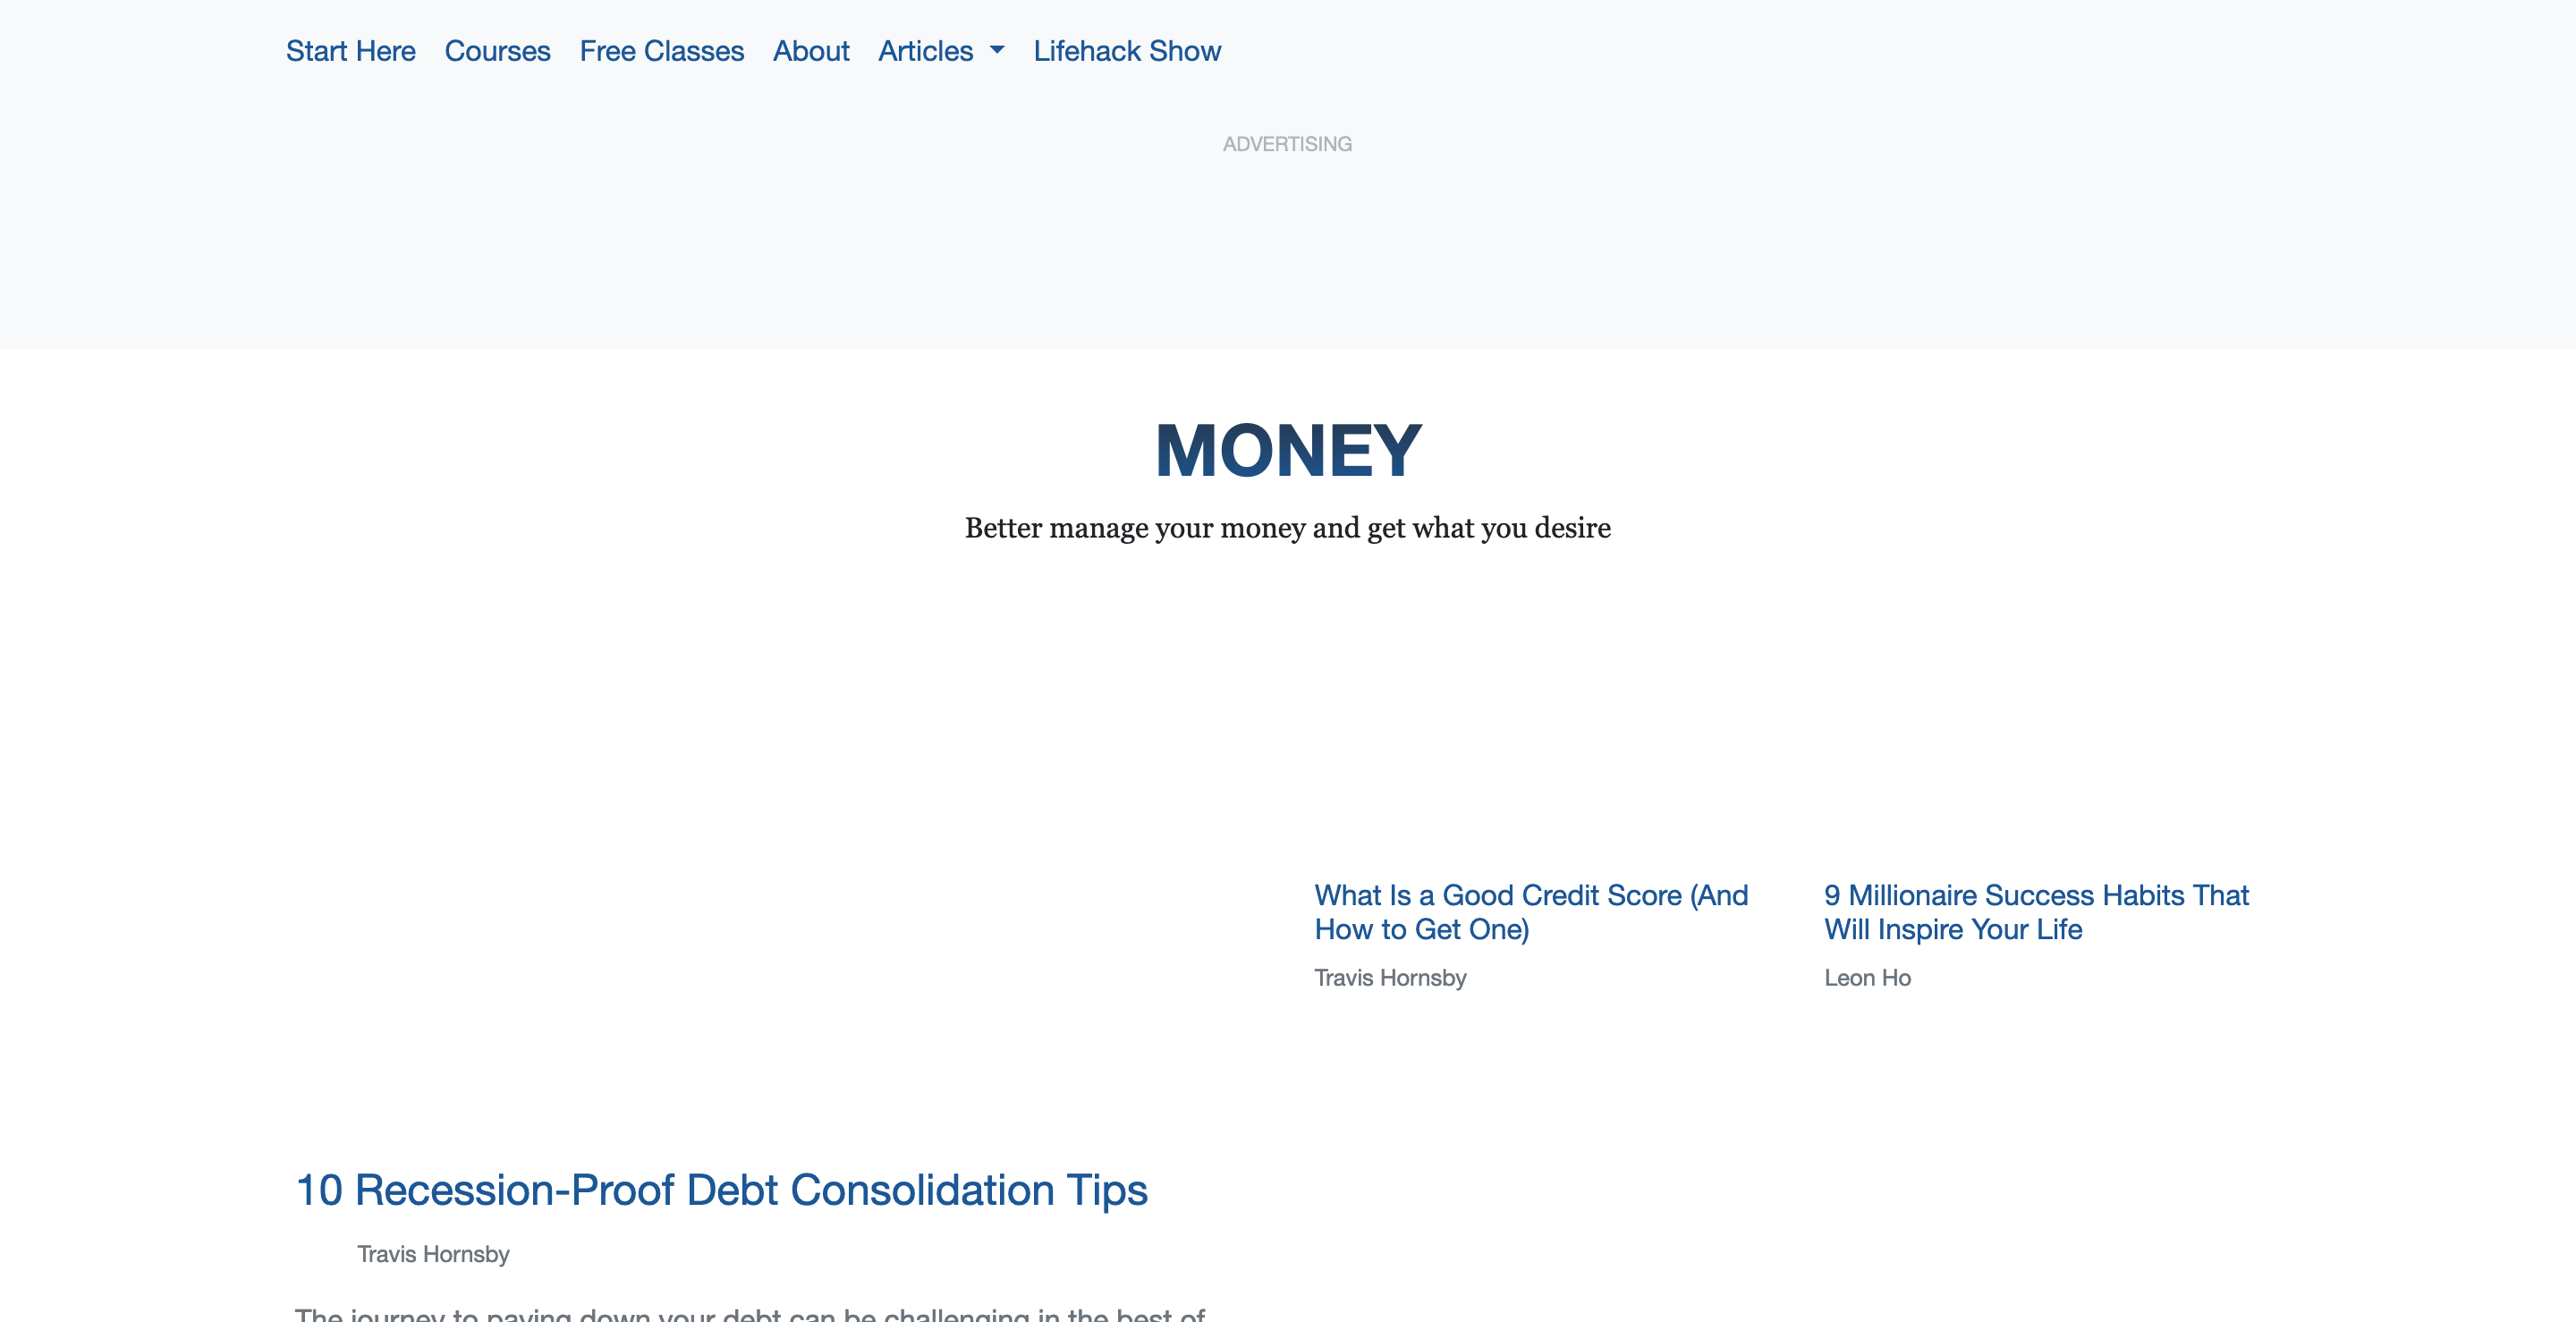 Start Here Courses Free Classes About Articles Lifehack Show
ADVERTISING
MONEY
Better manage your money and get what you desire
What Is a Good Credit Score (And
How to Get One)
Travis Hornsby
9 Millionaire Success Habits That
Will Inspire Your Life
Leon Ho
10 Recession-Proof Debt Consolidation Tips
Travis Hornsby
The journey to paying down your debt can be challenging in the best of